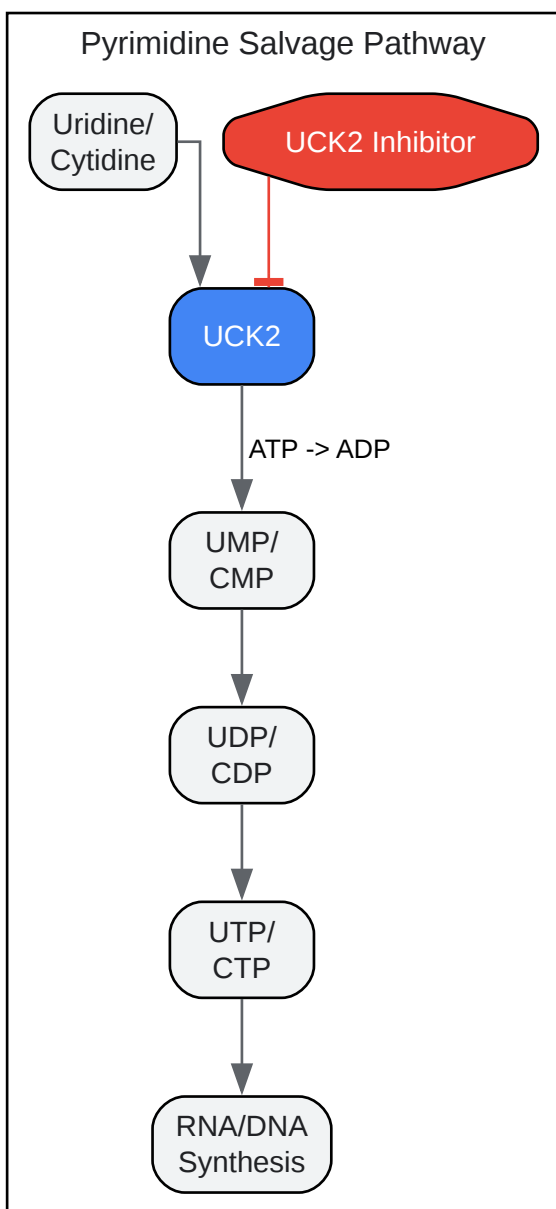 Pyrimidine Salvage Pathway
Uridine/
Cytidine
UCK2 Inhibitor
UCK2
ATP -> ADP
UMP/
CMP
UDP/
CDP
UTP/
CTP
RNA/DNA
Synthesis